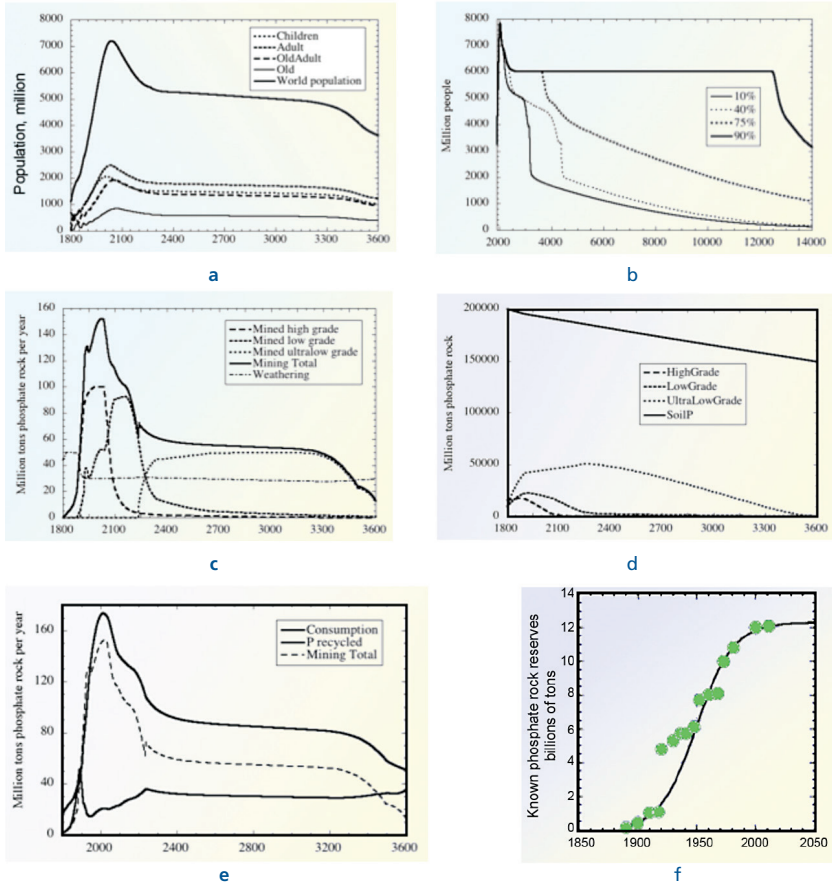 Population, million
8000
7000
6000
5000
4000
3000
2000
1000
0
1800 2100 2400 2700 3000 3300 3600
Children
Adult
OldAdult
Old
World population
a
Million people
8000
7000
6000
5000
4000
3000
2000
1000
0
2000 4000 6000 8000 10000 12000 14000
10%
40%
75%
90%
b
Million tons phosphate rock per year
160
140
120
100
80
60
40
20
0
1800 2100 2400 2700 3000 3300 3600
Mined high grade
Mined low grade
Mined ultralow grade
Mining Total
Weathering
c
Million tons phosphate rock
200000
150000
100000
50000
0
1800 2100 2400 2700 3000 3300 3600
HighGrade
LowGrade
UltraLowGrade
SoilP
d
Million tons phosphate rock per year
160
120
80
40
0
2000 2400 2800 3200 3600
Consumption
P recycled
Mining Total
e
Known phosphate rock reserves
billions of tons
14
12
10
8
6
4
2
0
1850 1900 1950 2000 2050
f